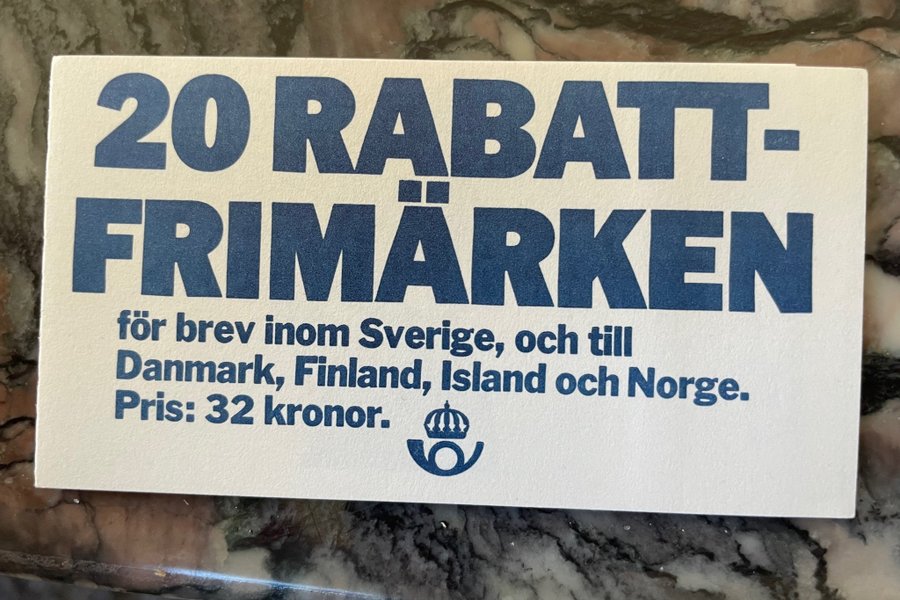 20 RABATT-
FRIMÄRKEN
för brev inom Sverige, och till
Danmark, Finland, Island och Norge.
Pris: 32 kronor.